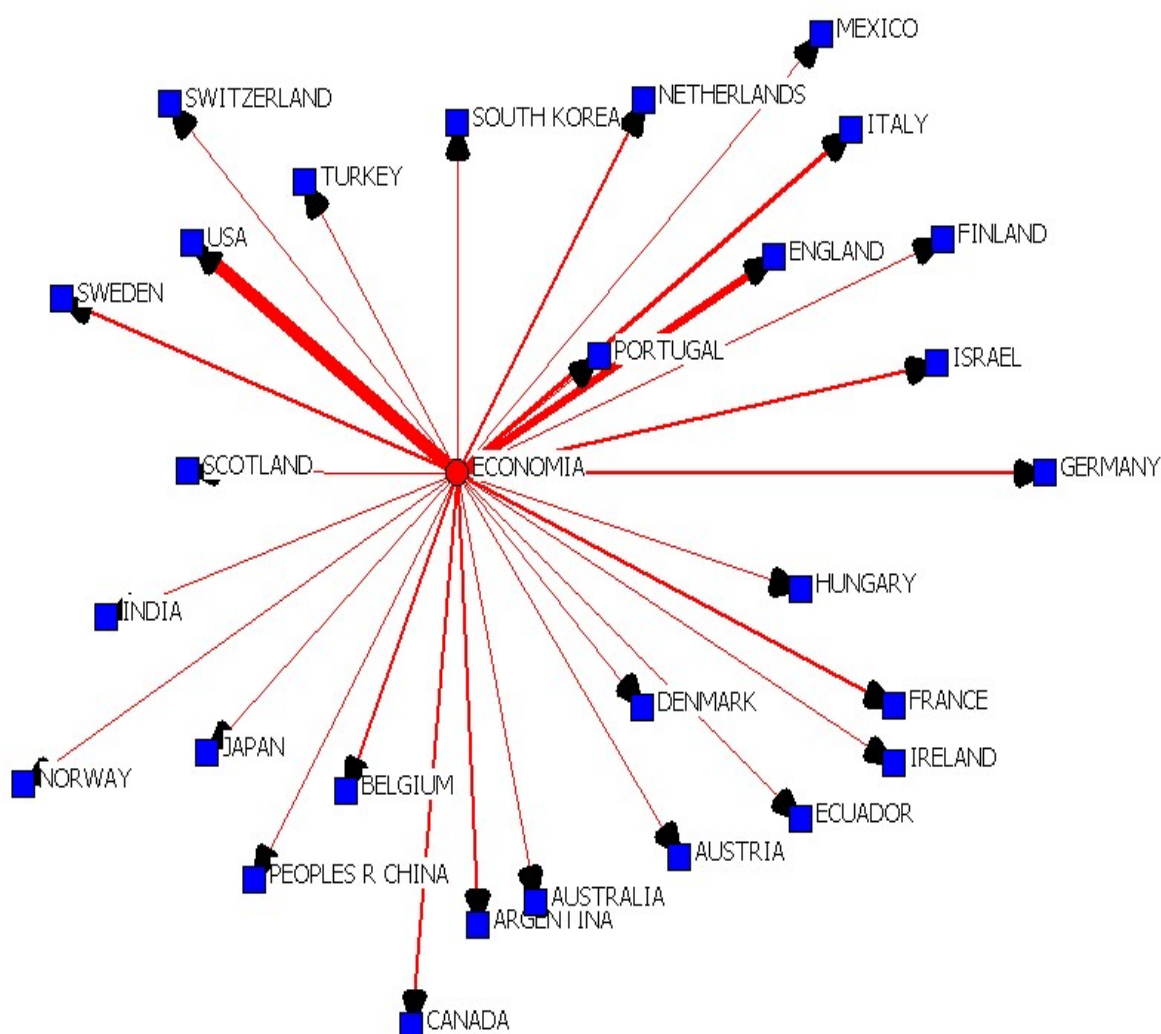 MEXICO
SWITZERLAND
NETHERLANDS
SOUTH KOREA
ITALY
TURKEY
USA
FINLAND
ENGLAND
SWEDEN
PORTUGAL
ISRAEL
SCOTLAND
ECONOMIA
GERMANY
HUNGARY
INDIA
DENMARK
FRANCE
JAPAN
IRELAND
NORWAY
BELGIUM
ECUADOR
AUSTRIA
PEOPLES R CHINA
AUSTRALIA
ARGENTINA
CANADA